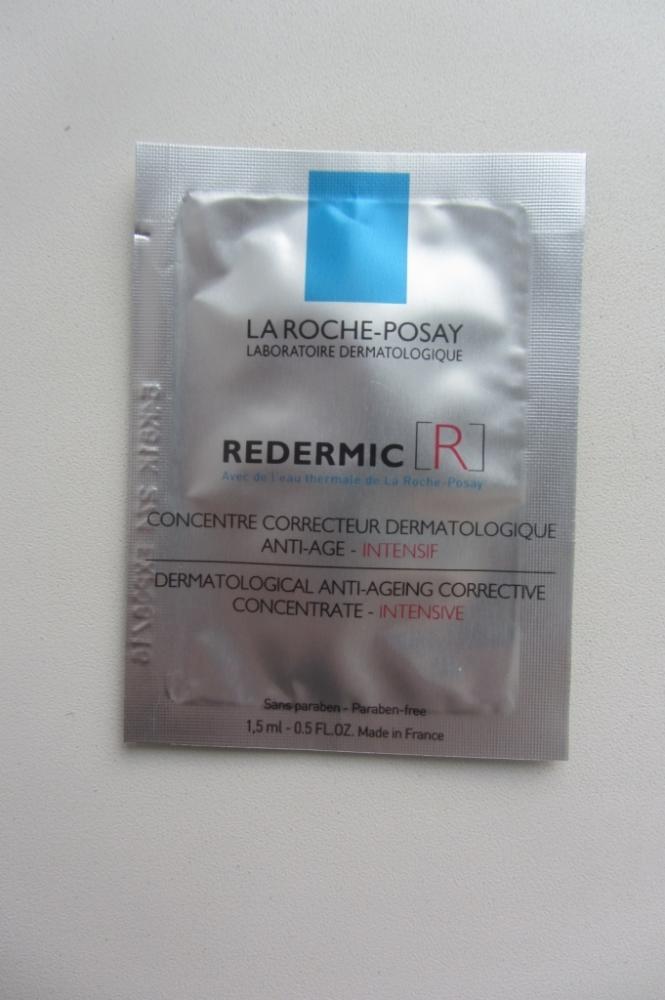 LA ROCHE-POSAY
LABORATOIRE DERMATOLOGIQUE
REDERMIC [R]
Avec de l'eau thermale de La Roche-Posay
CONCENTRE CORRECTEUR DERMATOLOGIQUE
ANTI-AGE - INTENSIF
DERMATOLOGICAL ANTI-AGEING CORRECTIVE
CONCENTRATE - INTENSIVE
Sans paraben - Paraben-free
1,5 ml - 0.5 FL.OZ. Made in France